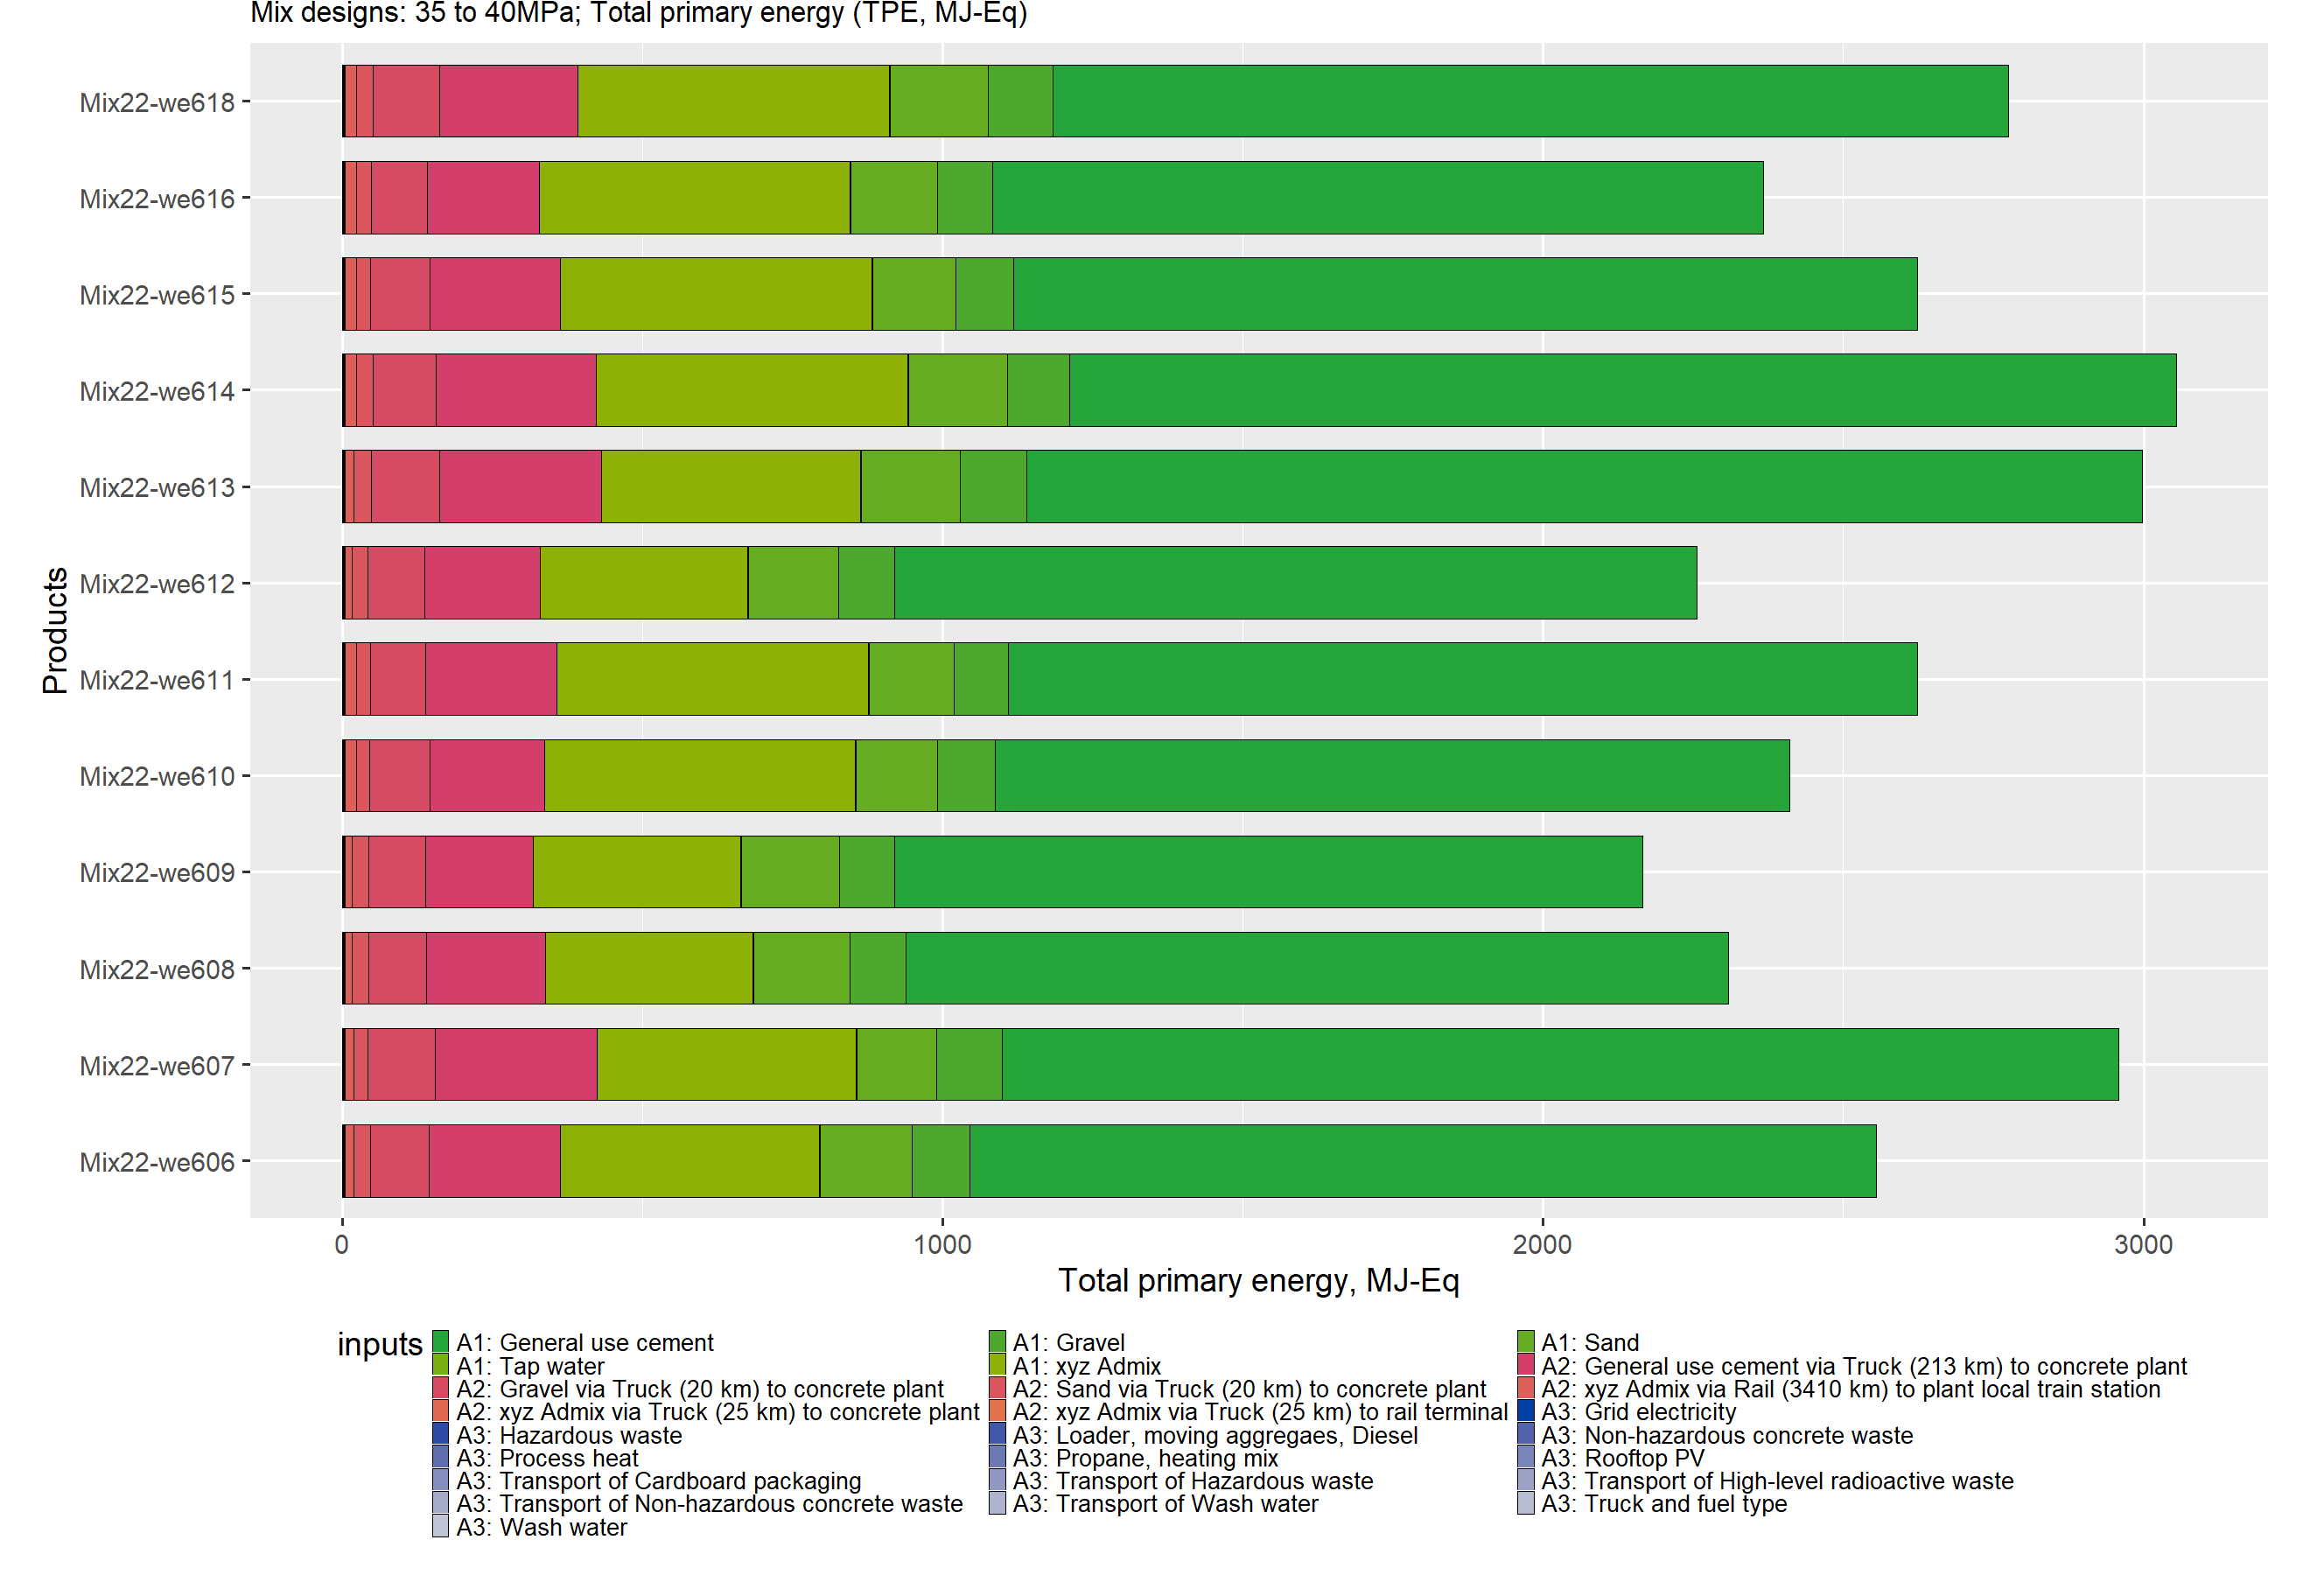 Mix designs: 35 to 40MPa; Total primary energy (TPE, MJ-Eq)
Mix22-we618
Mix22-we616
Mix22-we615
Mix22-we614
Mix22-we613
Mix22-we612
Mix22-we611
Mix22-we610
Mix22-we609
Mix22-we608
Mix22-we607
Mix22-we606
Products
0 1000 2000 3000
Total primary energy, MJ-Eq
inputs
A1: General use cement A1: Gravel A1: Sand
A1: Tap water A1: xyz Admix A2: General use cement via Truck (213 km) to concrete plant
A2: Gravel via Truck (20 km) to concrete plant A2: Sand via Truck (20 km) to concrete plant A2: xyz Admix via Rail (3410 km) to plant local train station
A2: xyz Admix via Truck (25 km) to concrete plant A2: xyz Admix via Truck (25 km) to rail terminal A3: Grid electricity
A3: Hazardous waste A3: Loader, moving aggregaes, Diesel A3: Non-hazardous concrete waste
A3: Process heat A3: Propane, heating mix A3: Rooftop PV
A3: Transport of Cardboard packaging A3: Transport of Hazardous waste A3: Transport of High-level radioactive waste
A3: Transport of Non-hazardous concrete waste A3: Transport of Wash water A3: Truck and fuel type
A3: Wash water